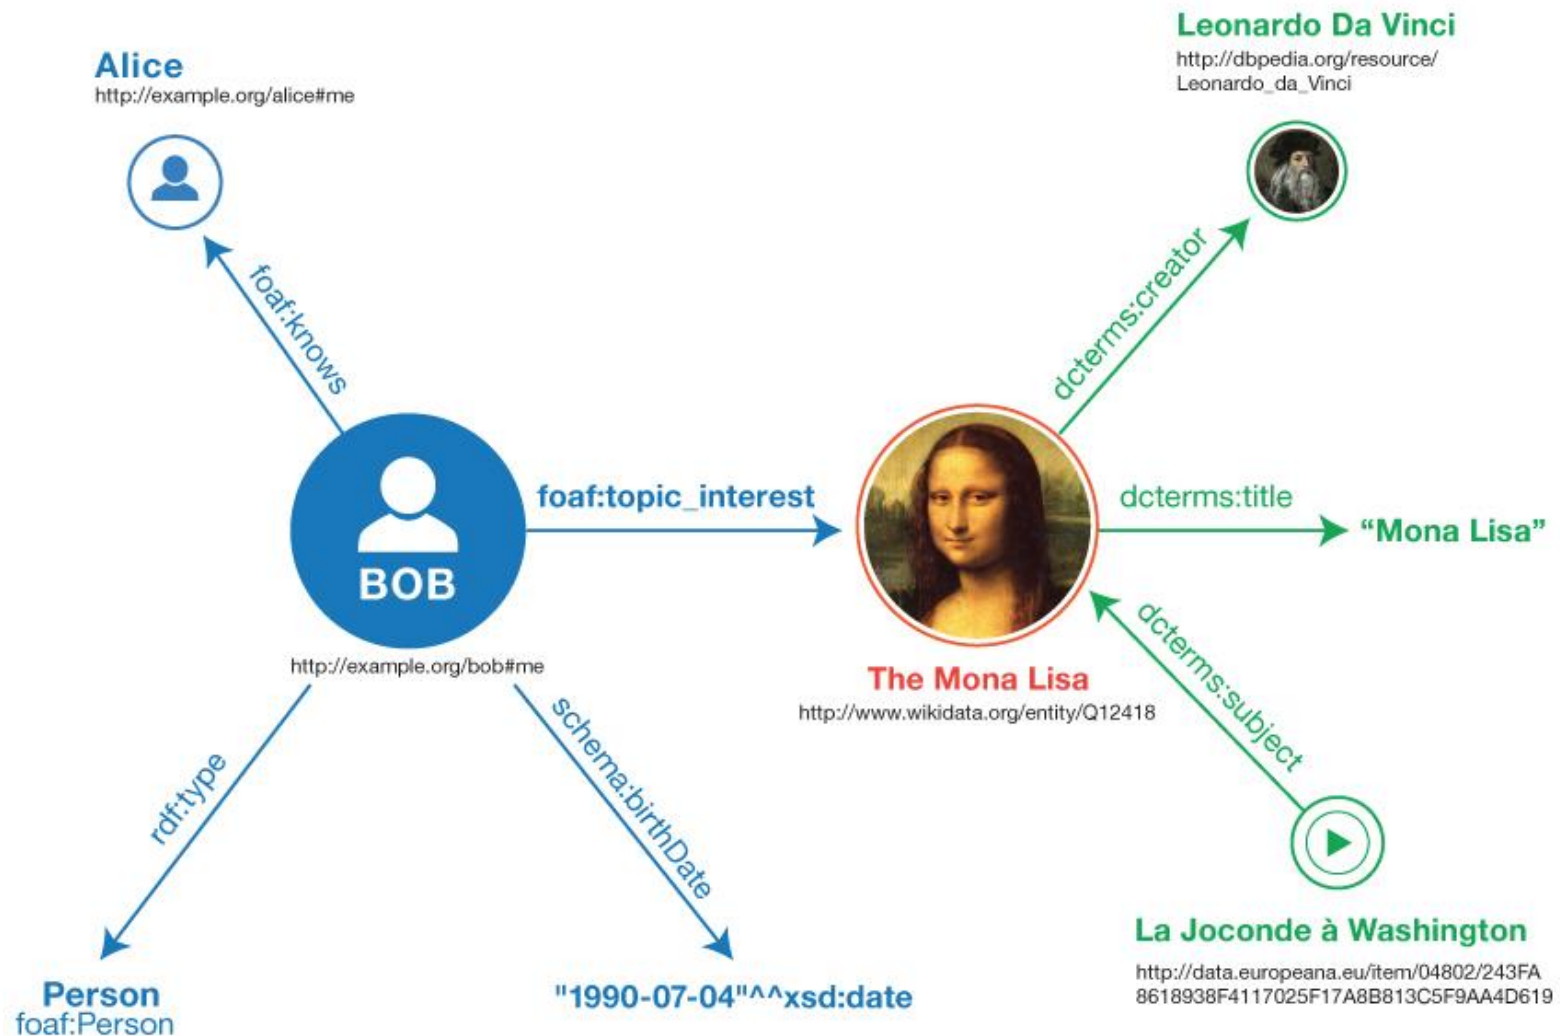 Alice
http://example.org/alice#me
Leonardo Da Vinci
http://dbpedia.org/resource/
Leonardo_da_Vinci
foaf:knows
dcterms:creator
BOB
http://example.org/bob#me
foaf:topic_interest
The Mona Lisa
http://www.wikidata.org/entity/Q12418
dcterms:title
“Mona Lisa”
dcterms:subject
rdf:type
schema:birthDate
Person
foaf:Person
"1990-07-04"^^xsd:date
La Joconde à Washington
http://data.europeana.eu/item/04802/243FA
8618938F4117025F17A8B813C5F9AA4D619